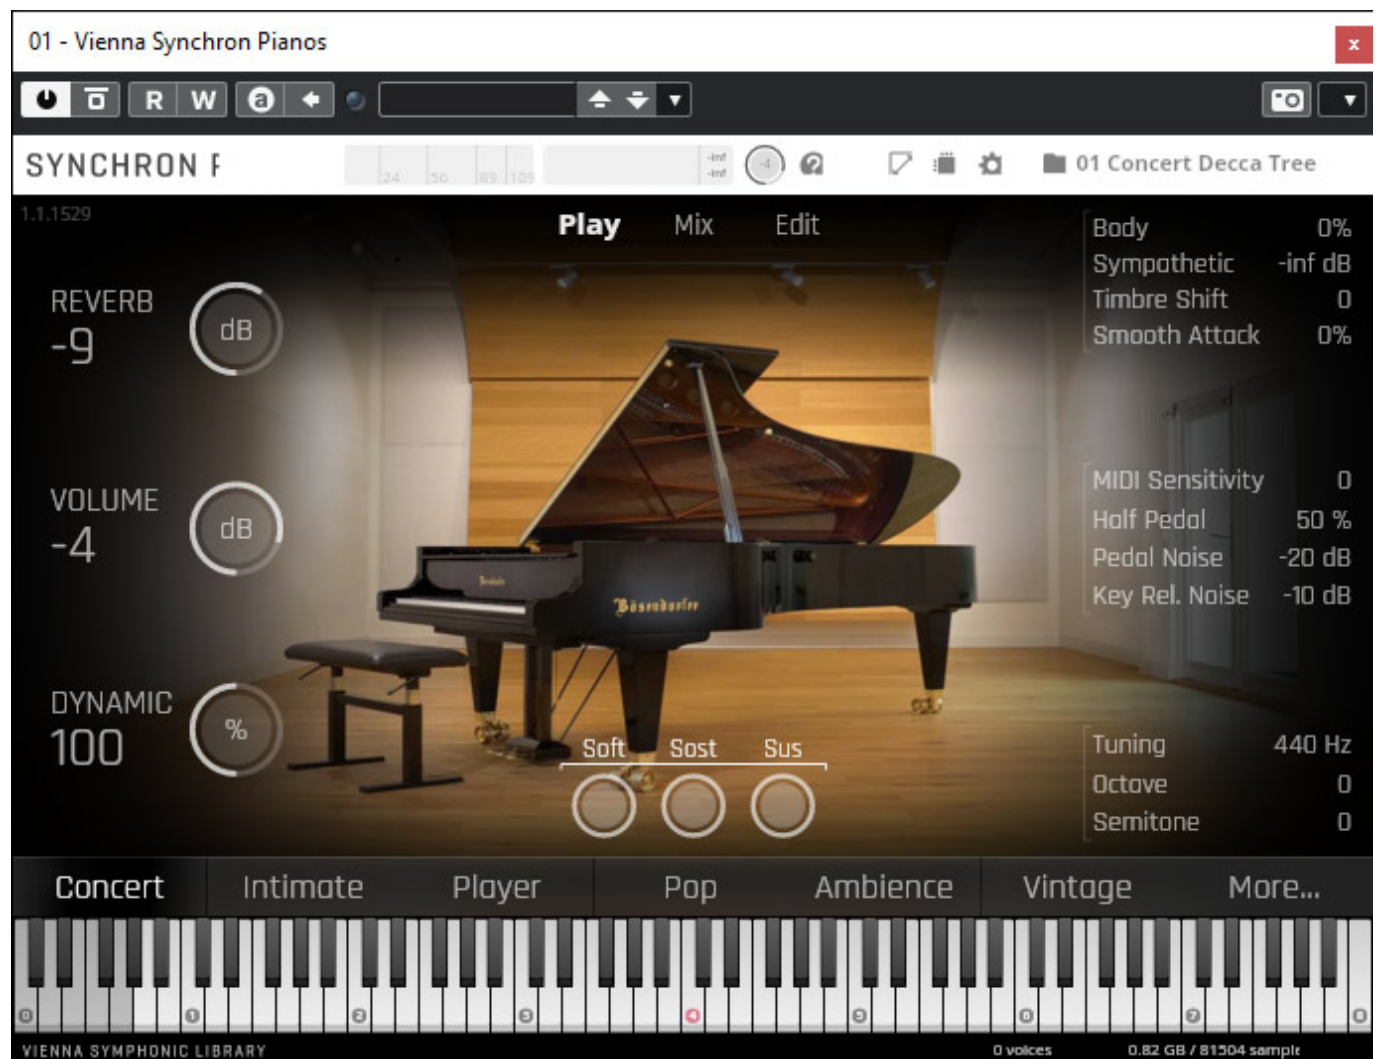 01 - Vienna Synchron Pianos
x
R W a
SYNCHRON P
24 56 89 109
-inf
-inf
-4
01 Concert Decca Tree
1.1.1529
Play Mix Edit
REVERB
-9
dB
VOLUME
-4
dB
DYNAMIC
100
%
Body 0%
Sympathetic -inf dB
Timbre Shift 0
Smooth Attack 0%
MIDI Sensitivity 0
Half Pedal 50 %
Pedal Noise -20 dB
Key Rel. Noise -10 dB
Bösendorfer
Soft Sost Sus
Tuning 440 Hz
Octave 0
Semitone 0
Concert Intimate Player Pop Ambience Vintage More...
0 1 2 3 4 5 6 7 8
VIENNA SYMPHONIC LIBRARY 0 voices 0.82 GB / 81504 sample